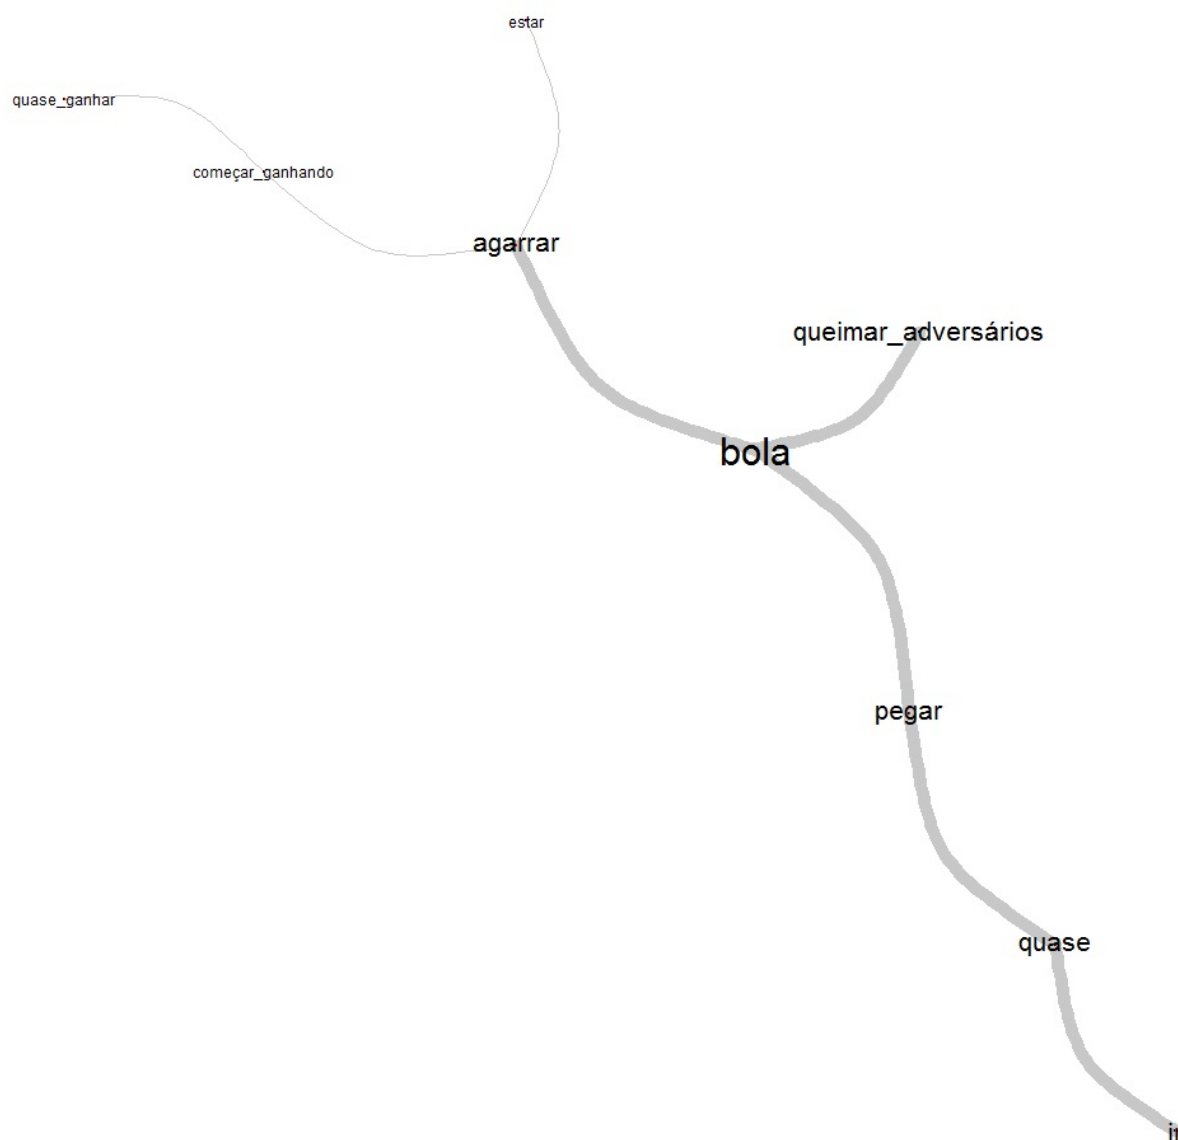 estar
quase_ganhar
começar_ganhando
agarrar
queimar_adversários
bola
pegar
quase